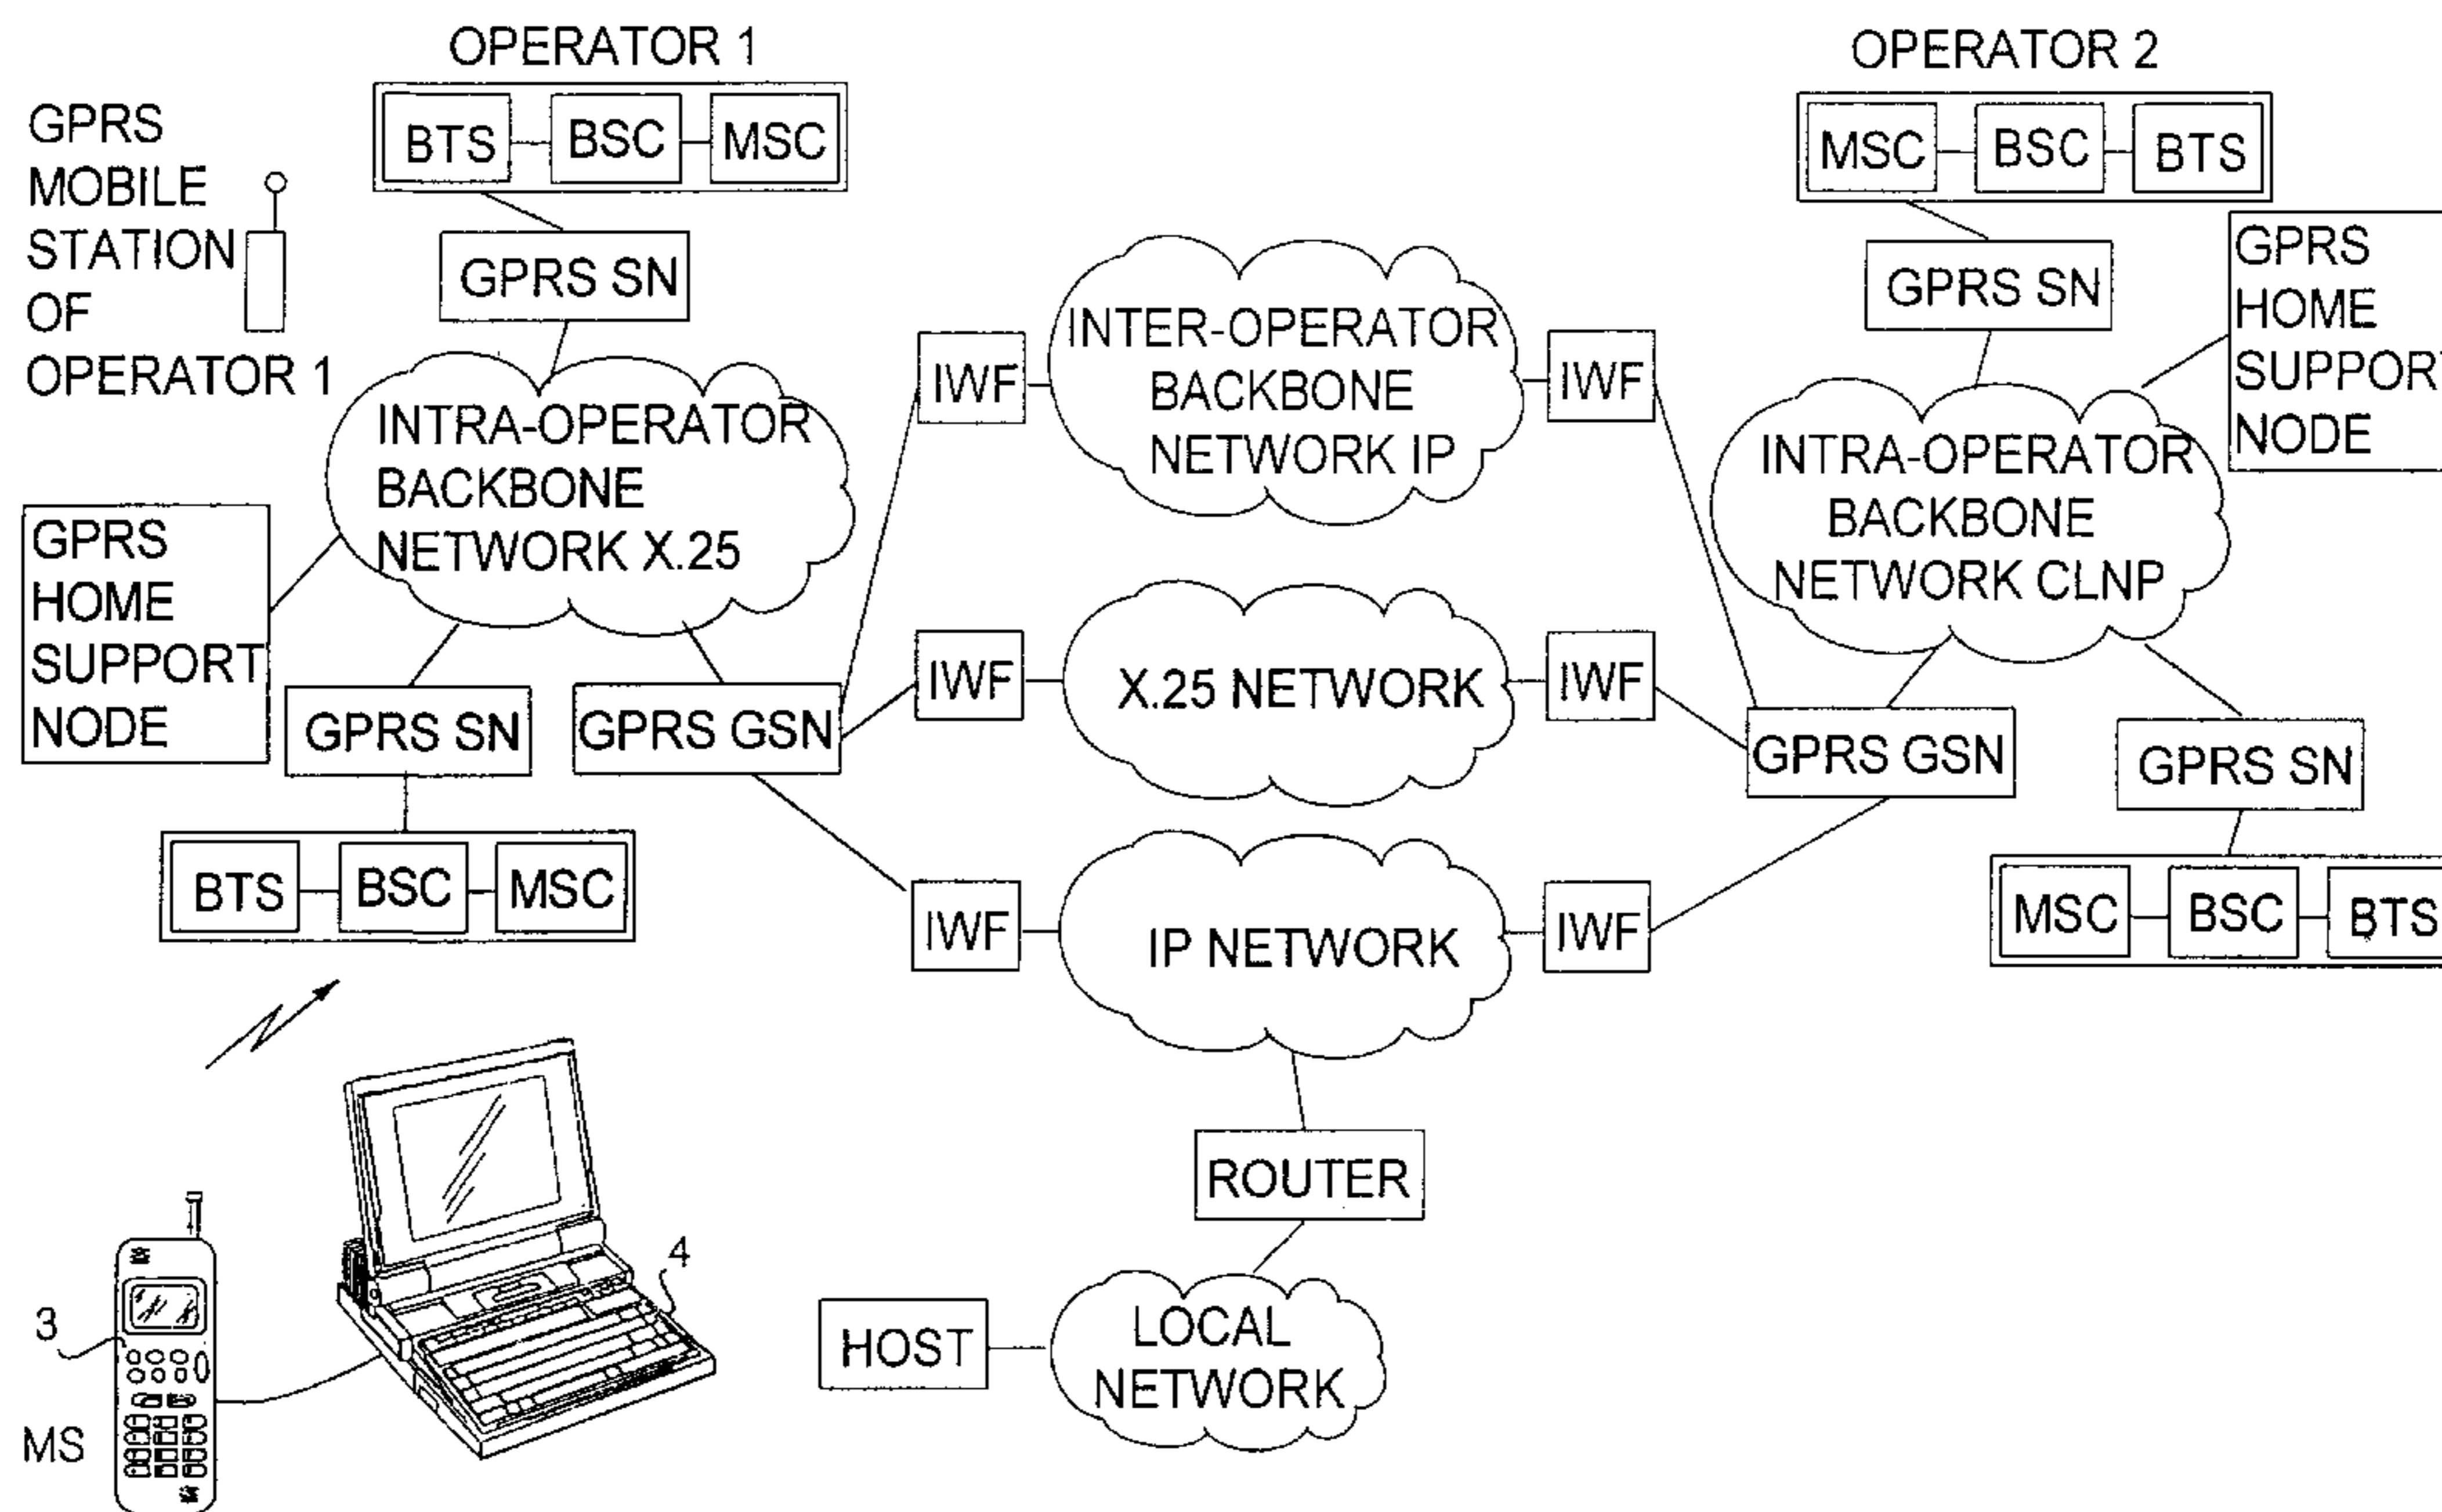 OPERATOR 1
GPRS
MOBILE
STATION
OF
OPERATOR 1
BTS
BSC
MSC
GPRS SN
INTRA-OPERATOR
BACKBONE
NETWORK X.25
GPRS
HOME
SUPPORT
NODE
GPRS SN
GPRS GSN
BTS
BSC
MSC
IWF
INTER-OPERATOR
BACKBONE
NETWORK IP
IWF
IWF
X.25 NETWORK
IWF
IWF
IP NETWORK
IWF
ROUTER
HOST
LOCAL
NETWORK
OPERATOR 2
MSC
BSC
BTS
GPRS SN
GPRS
HOME
SUPPORT
NODE
INTRA-OPERATOR
BACKBONE
NETWORK CLNP
GPRS GSN
GPRS SN
MSC
BSC
BTS
3
4
MS